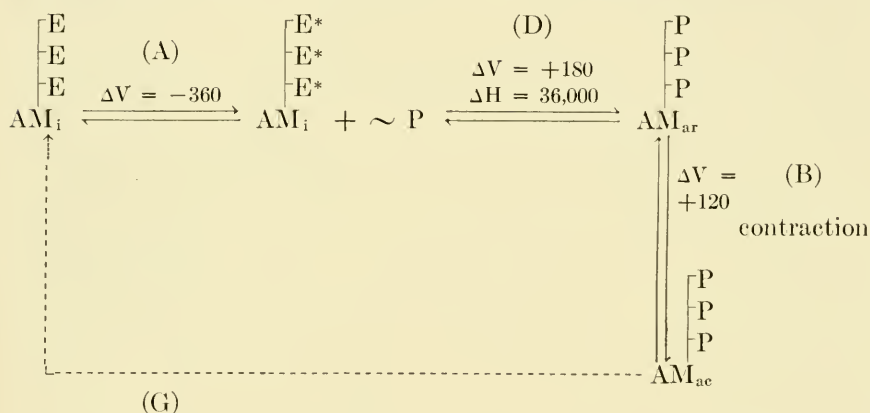 E E* (D) P
E (A) E* ΔV = +180 P
E ΔV = −360 E* ΔH = 36,000 P
AMi AMi + ∼ P AMar
ΔV = (B)
+120
contraction
P
P
P
AMac
(G)